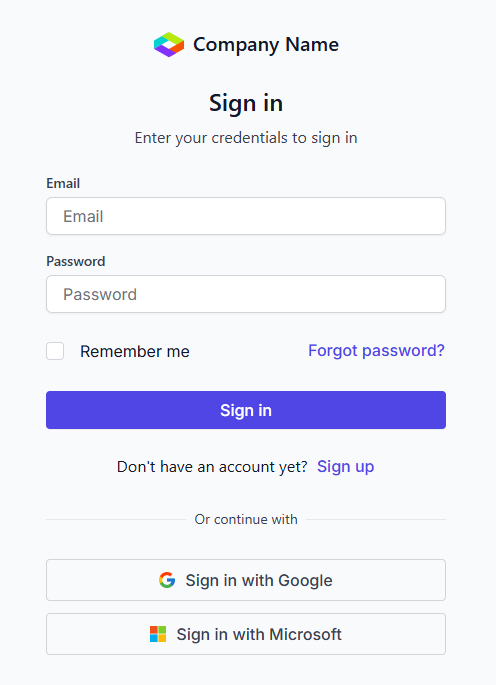 Company Name
Sign in
Enter your credentials to sign in
Email
Email
Password
Password
Remember me Forgot password?
Sign in
Don't have an account yet? Sign up
Or continue with
Sign in with Google
Sign in with Microsoft